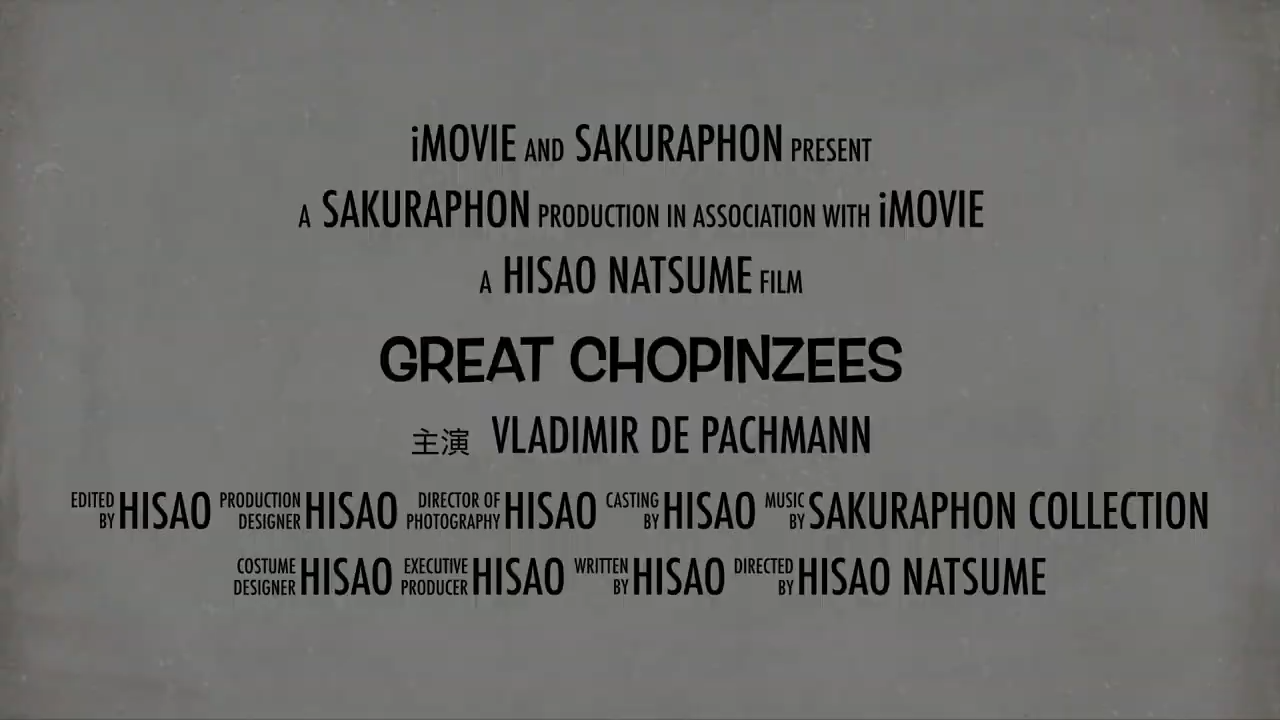 iMOVIE AND SAKURAPHON PRESENT
A SAKURAPHON PRODUCTION IN ASSOCIATION WITH iMOVIE
A HISAO NATSUME FILM
GREAT CHOPINZEES
主演 VLADIMIR DE PACHMANN
EDITED BY HISAO PRODUCTION DESIGNER HISAO DIRECTOR OF PHOTOGRAPHY HISAO CASTING BY HISAO MUSIC BY SAKURAPHON COLLECTION
COSTUME DESIGNER HISAO EXECUTIVE PRODUCER HISAO WRITTEN BY HISAO DIRECTED BY HISAO NATSUME